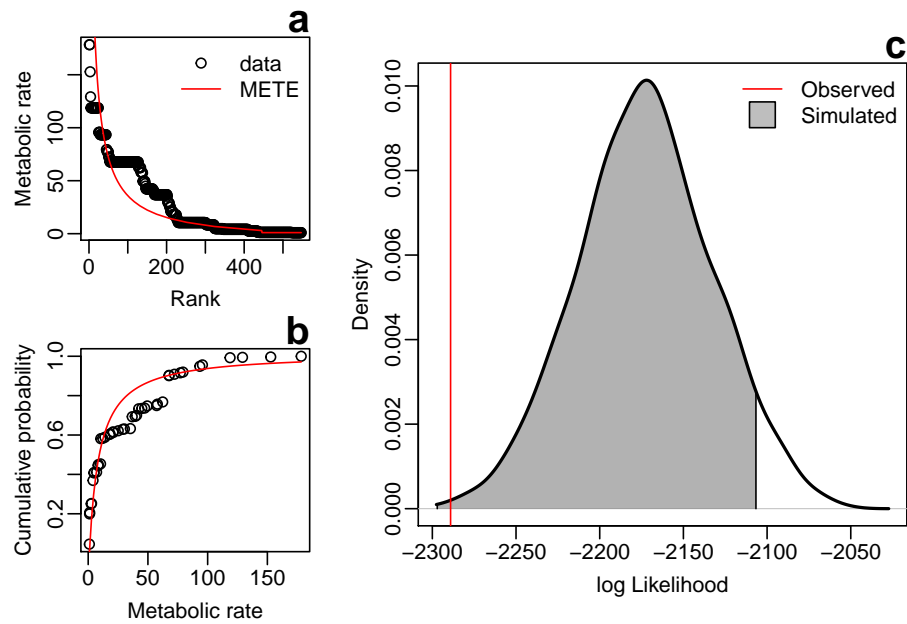 a
Metabolic rate
0 50 100
data
METE
0 200 400
Rank
b
Cumulative probability
0.2 0.6 1.0
0 50 100 150
Metabolic rate
c
Density
0.000 0.002 0.004 0.006 0.008 0.010
Observed
Simulated
−2300 −2250 −2200 −2150 −2100 −2050
log Likelihood